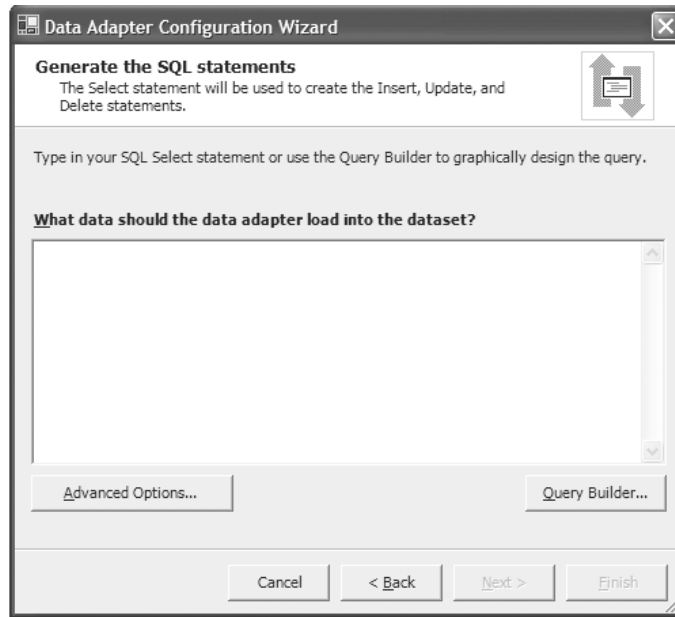 Data Adapter Configuration Wizard
Generate the SQL statements
The Select statement will be used to create the Insert, Update, and
Delete statements.
Type in your SQL Select statement or use the Query Builder to graphically design the query.
What data should the data adapter load into the dataset?
Advanced Options...
Query Builder...
Cancel
< Back
Next >
Finish